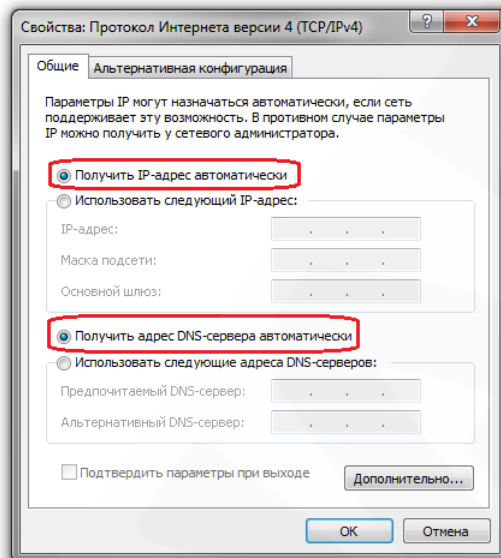 Свойства: Протокол Интернета версии 4 (TCP/IPv4)
Общие
Альтернативная конфигурация
Параметры IP могут назначаться автоматически, если сеть
поддерживает эту возможность. В противном случае параметры
IP можно получить у сетевого администратора.
Получить IP-адрес автоматически
Использовать следующий IP-адрес:
IP-адрес:
Маска подсети:
Основной шлюз:
Получить адрес DNS-сервера автоматически
Использовать следующие адреса DNS-серверов:
Предпочитаемый DNS-сервер:
Альтернативный DNS-сервер:
Подтвердить параметры при выходе
Дополнительно...
ОК
Отмена